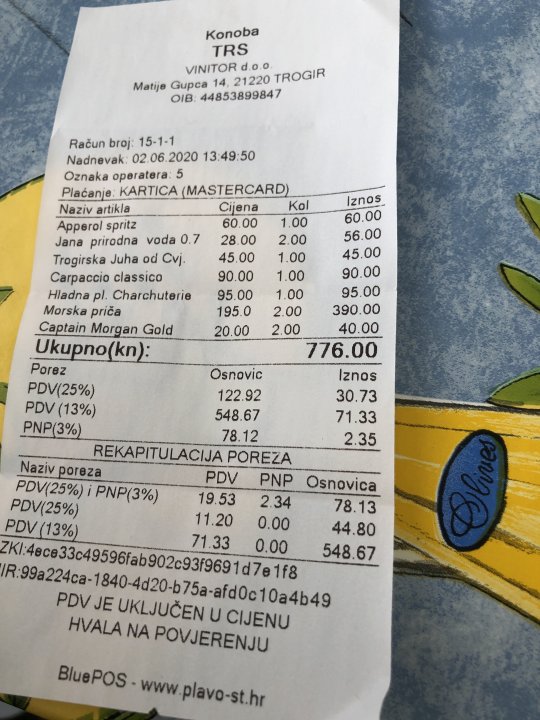 Konoba
TRS
VINITOR d.o.o.
Matije Gupca 14, 21220 TROGIR
OIB: 44853899847
Račun broj: 15-1-1
Nadnevak: 02.06.2020 13:49:50
Oznaka operatera: 5
Plaćanje: KARTICA (MASTERCARD)
Naziv artikla Cijena Kol Iznos
Apperol spritz 60.00 1.00 60.00
Jana prirodna voda 0.7 28.00 2.00 56.00
Trogirska Juha od Cvj. 45.00 1.00 45.00
Carpaccio classico 90.00 1.00 90.00
Hladna pl. Charchuterie 95.00 1.00 95.00
Morska priča 195.0 2.00 390.00
Captain Morgan Gold 20.00 2.00 40.00
Ukupno(kn): 776.00
Porez Osnovic Iznos
PDV(25%) 122.92 30.73
PDV (13%) 548.67 71.33
PNP(3%) 78.12 2.35
REKAPITULACIJA POREZA
Naziv poreza PDV PNP Osnovica
PDV(25%) i PNP(3%) 19.53 2.34 78.13
PDV(25%) 11.20 0.00 44.80
PDV (13%) 71.33 0.00 548.67
ZKI:4ece33c49596fab902c93f9691d7e1f8
JIR:99a224ca-1840-4d20-b75a-afd0c10a4b49
PDV JE UKLJUČEN U CIJENU
HVALA NA POVJERENJU
BluePOS - www.plavo-st.hr
Olives